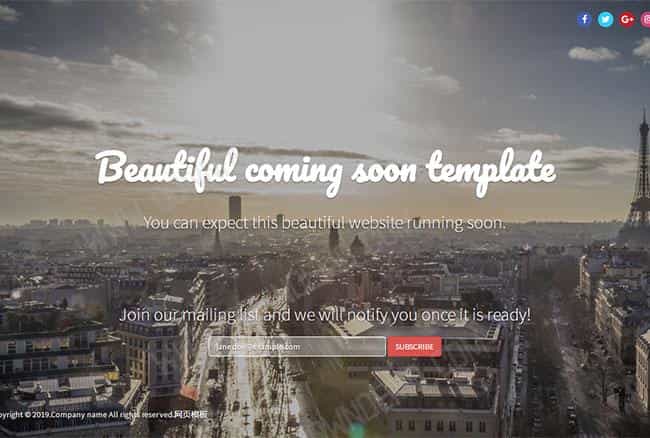 Beautiful coming soon template
You can expect this beautiful website running soon.
Join our mailing list and we will notify you once it is ready!
jane.doe@example.com
SUBSCRIBE
opyright © 2019.Company name All rights reserved.网页模板